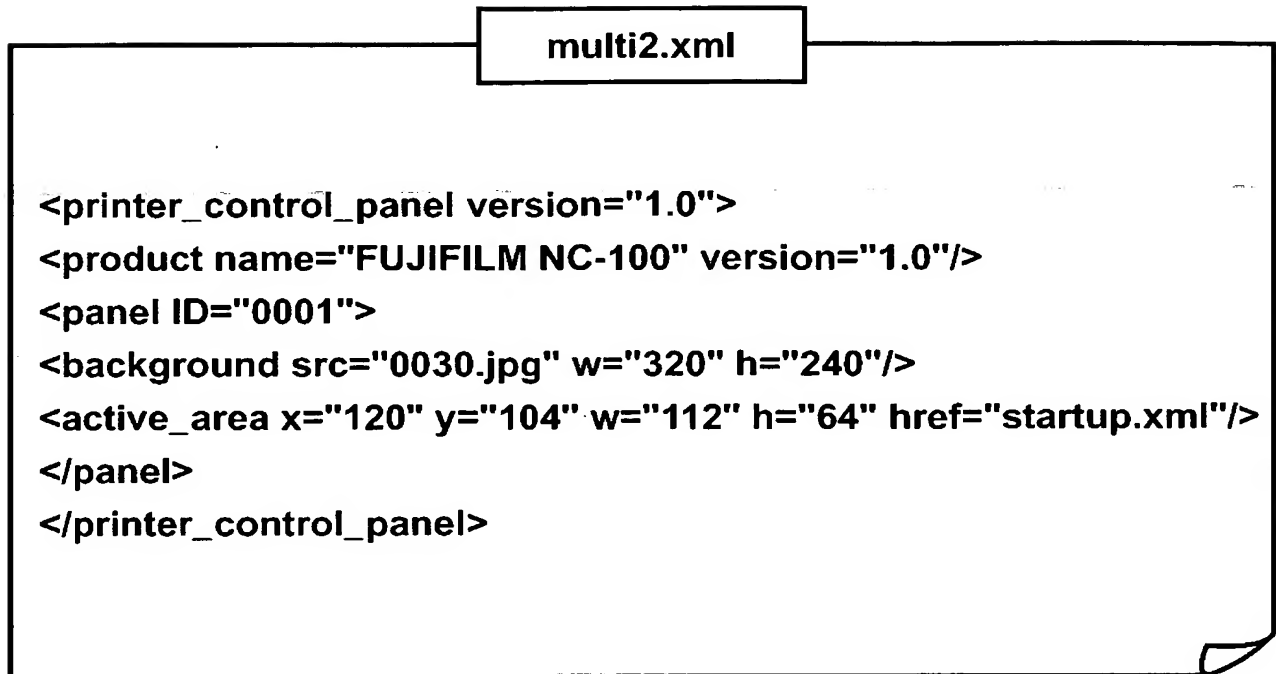 multi2.xml
<printer_control_panel version="1.0">
<product name="FUJIFILM NC-100" version="1.0"/>
<panel ID="0001">
<background src="0030.jpg" w="320" h="240"/>
<active_area x="120" y="104" w="112" h="64" href="startup.xml"/>
</panel>
</printer_control_panel>